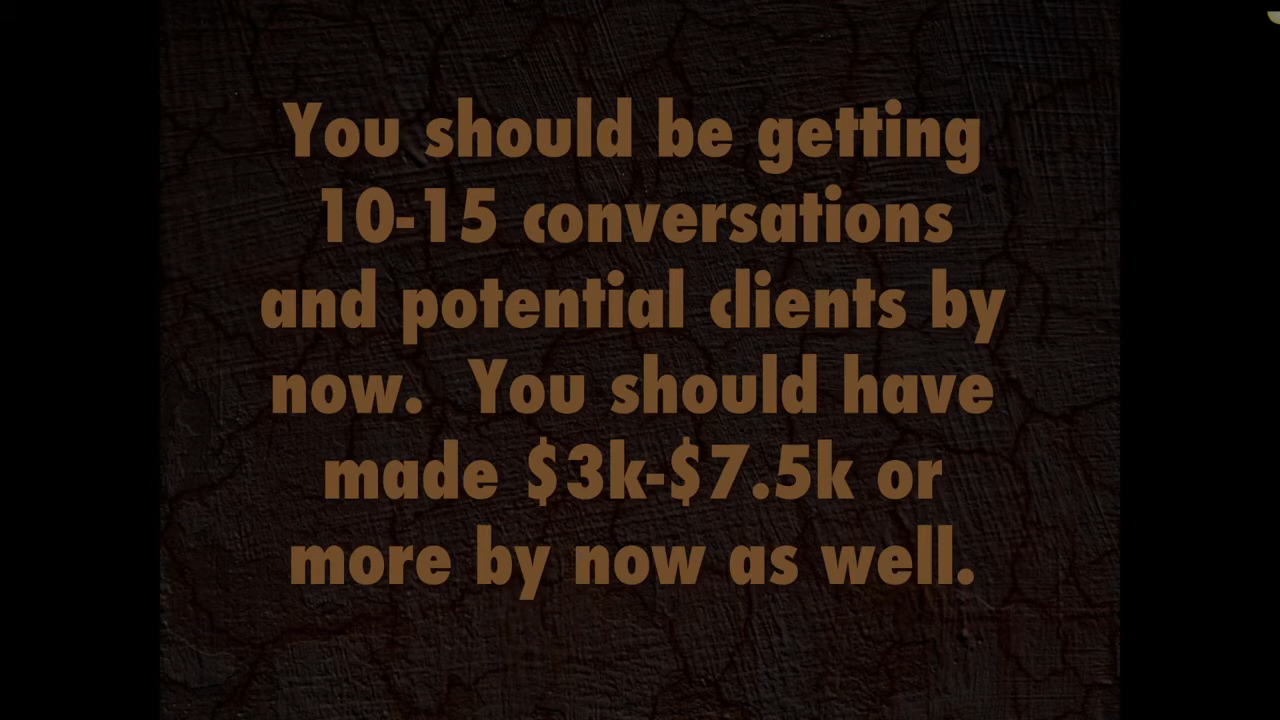 You should be getting
10-15 conversations
and potential clients by
now.  You should have
made $3k-$7.5k or
more by now as well.